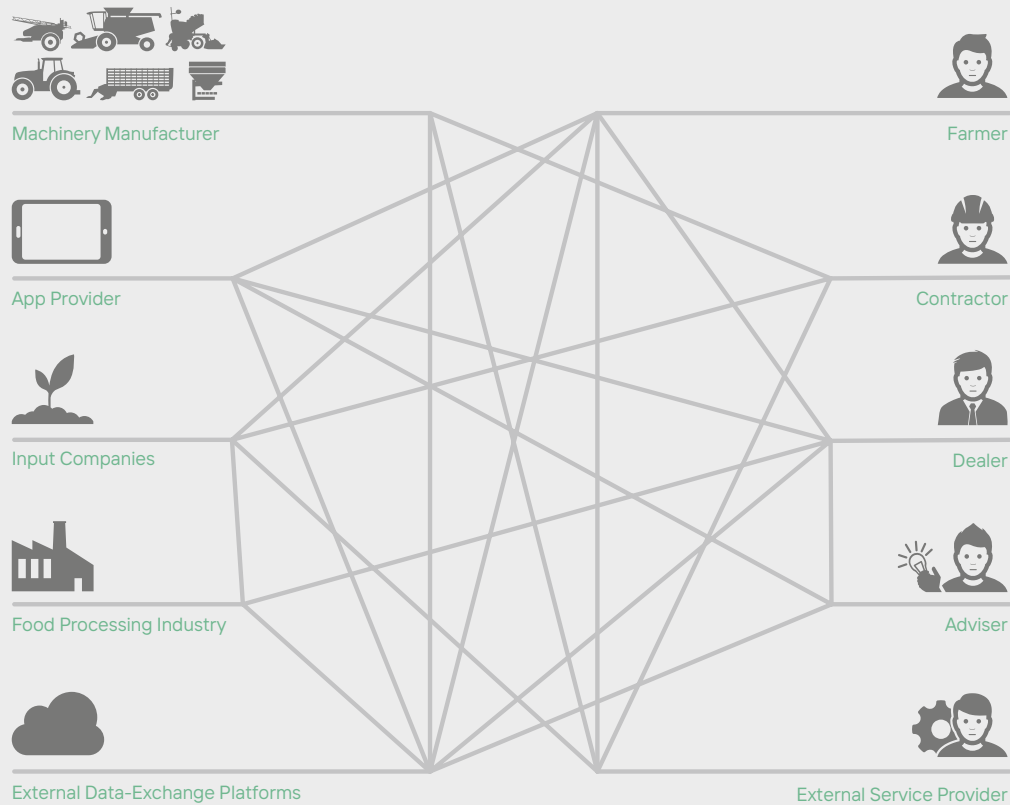 Machinery Manufacturer
Farmer
App Provider
Contractor
Input Companies
Dealer
Food Processing Industry
Adviser
External Data-Exchange Platforms
External Service Provider